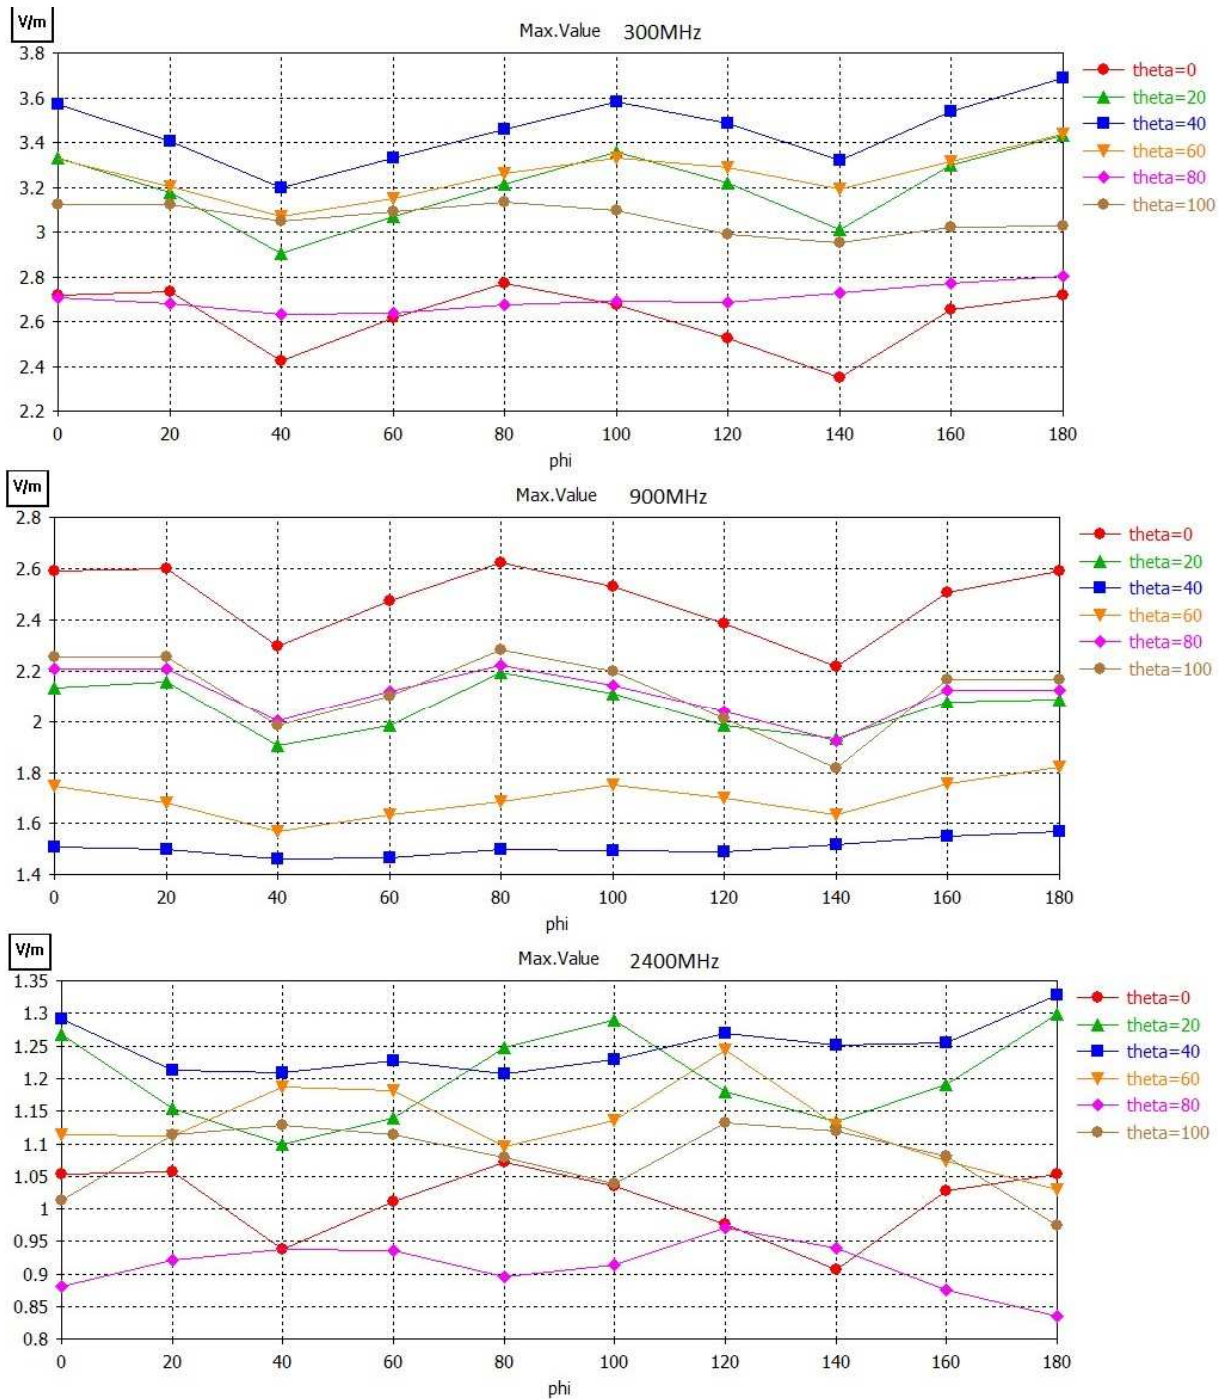 V/m
Max.Value 300MHz
3.8
3.6
3.4
3.2
3
2.8
2.6
2.4
2.2
0 20 40 60 80 100 120 140 160 180
phi
theta=0
theta=20
theta=40
theta=60
theta=80
theta=100
V/m
Max.Value 900MHz
2.8
2.6
2.4
2.2
2
1.8
1.6
1.4
0 20 40 60 80 100 120 140 160 180
phi
theta=0
theta=20
theta=40
theta=60
theta=80
theta=100
V/m
Max.Value 2400MHz
1.35
1.3
1.25
1.2
1.15
1.1
1.05
1
0.95
0.9
0.85
0.8
0 20 40 60 80 100 120 140 160 180
phi
theta=0
theta=20
theta=40
theta=60
theta=80
theta=100